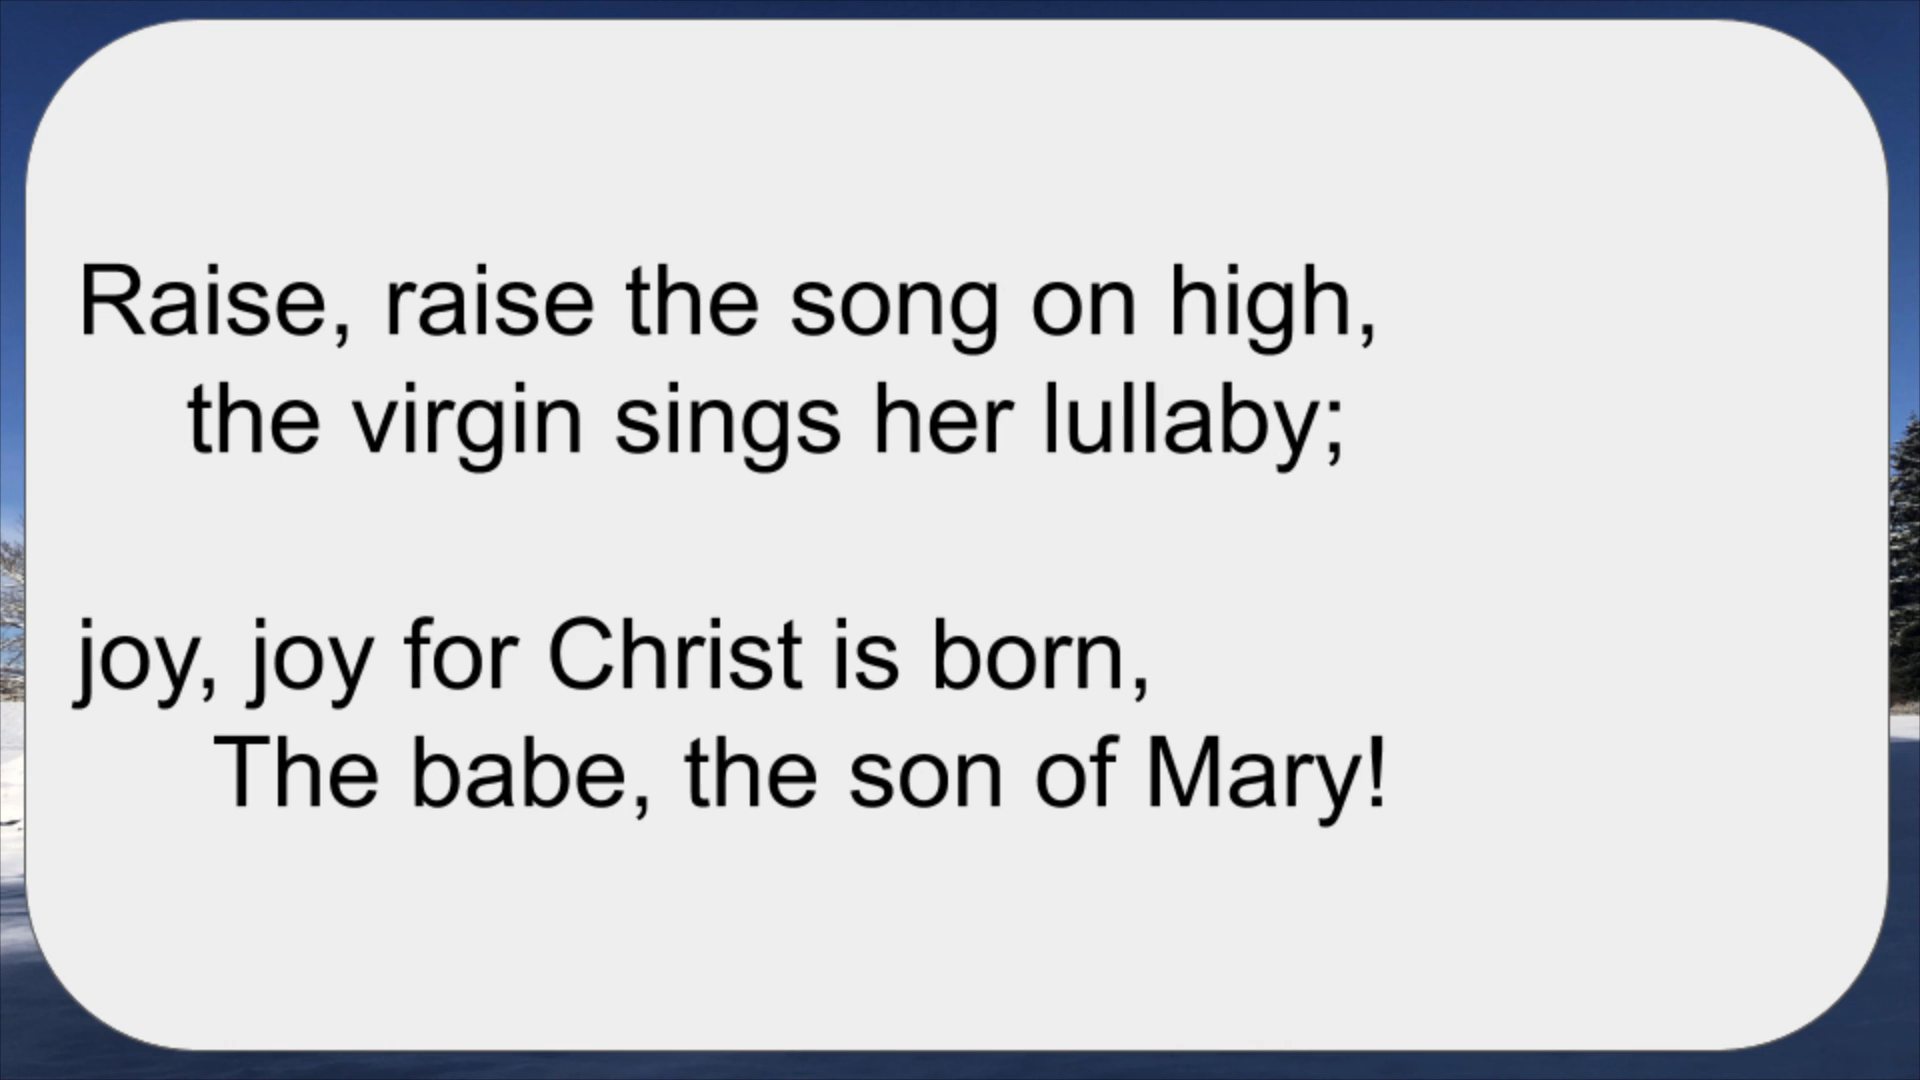 Raise, raise the song on high,
the virgin sings her lullaby;
joy, joy for Christ is born,
The babe, the son of Mary!